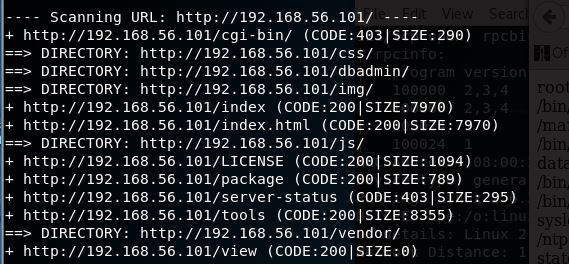 ---- Scanning URL: http://192.168.56.101/ ----
+ http://192.168.56.101/cgi-bin/ (CODE:403|SIZE:290)
==> DIRECTORY: http://192.168.56.101/css/
==> DIRECTORY: http://192.168.56.101/dbadmin/
==> DIRECTORY: http://192.168.56.101/img/
+ http://192.168.56.101/index (CODE:200|SIZE:7970)
+ http://192.168.56.101/index.html (CODE:200|SIZE:7970)
==> DIRECTORY: http://192.168.56.101/js/
+ http://192.168.56.101/LICENSE (CODE:200|SIZE:1094)
+ http://192.168.56.101/package (CODE:200|SIZE:789)
+ http://192.168.56.101/server-status (CODE:403|SIZE:295)
+ http://192.168.56.101/tools (CODE:200|SIZE:8355)
==> DIRECTORY: http://192.168.56.101/vendor/
+ http://192.168.56.101/view (CODE:200|SIZE:0)
View Search
rpcbin
rpcinfo:
program version
100000 2,3,4
2,3,4
100024 1
08:00:
general
:/o:linu
Details: Linux 2
Distance: 1
Of
root
/bin/
/mai
/bin/
data
/bin/
/bin/
syslo
/ntp
stat